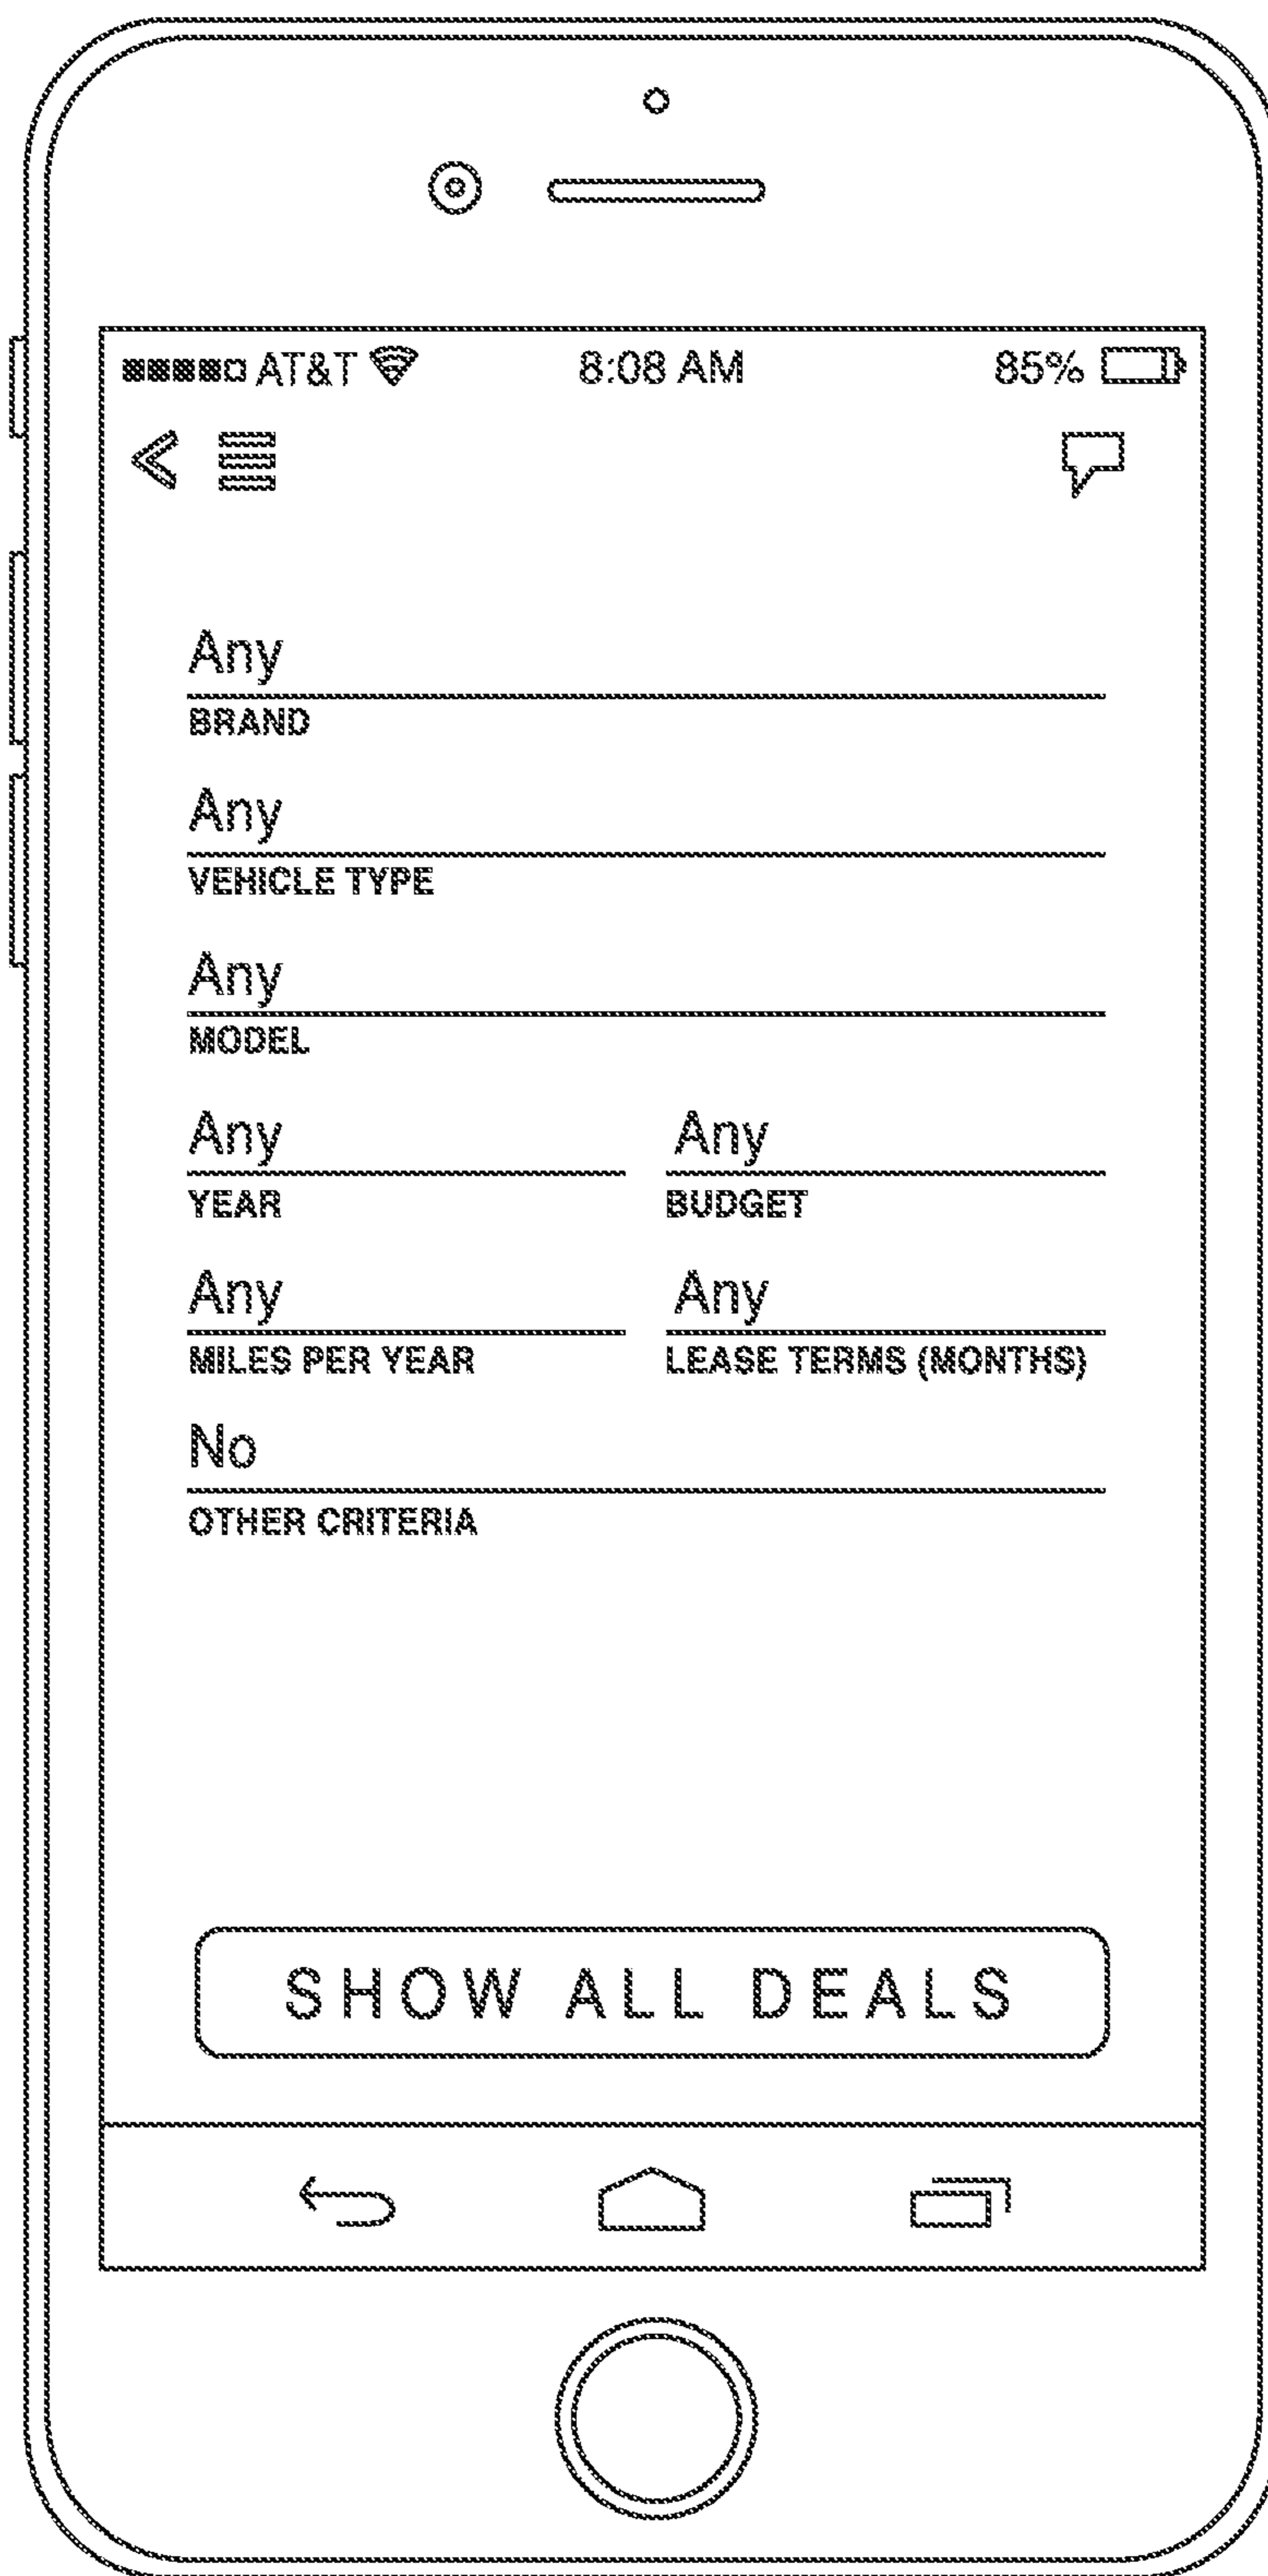 AT&T 8:08 AM 85%
Any
BRAND
Any
VEHICLE TYPE
Any
MODEL
Any Any
YEAR BUDGET
Any Any
MILES PER YEAR LEASE TERMS (MONTHS)
No
OTHER CRITERIA
SHOW ALL DEALS